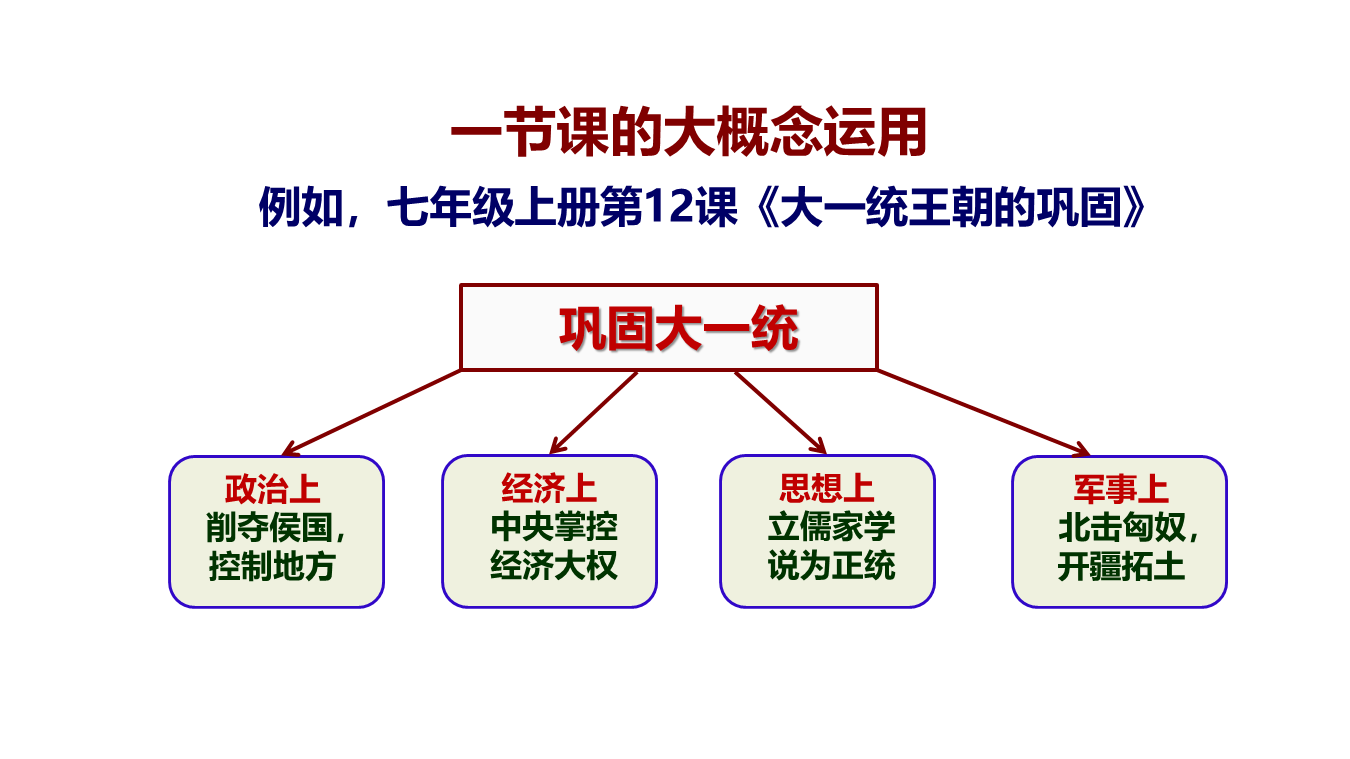 一节课的大概念运用
例如，七年级上册第12课《大一统王朝的巩固》
巩固大一统
政治上
削夺侯国，
控制地方
经济上
中央掌控
经济大权
思想上
立儒家学
说为正统
军事上
北击匈奴，
开疆拓土